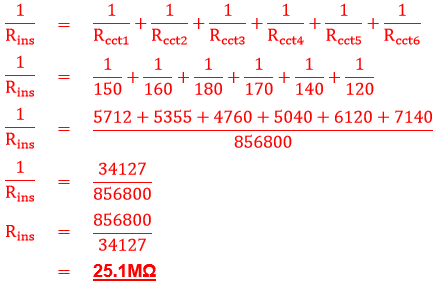 1/R_ins = 1/R_cct1 + 1/R_cct2 + 1/R_cct3 + 1/R_cct4 + 1/R_cct5 + 1/R_cct6
1/R_ins = 1/150 + 1/160 + 1/180 + 1/170 + 1/140 + 1/120
1/R_ins = 5712 + 5355 + 4760 + 5040 + 6120 + 7140/856800
1/R_ins = 34127/856800
R_ins = 856800/34127
= 25.1MΩ